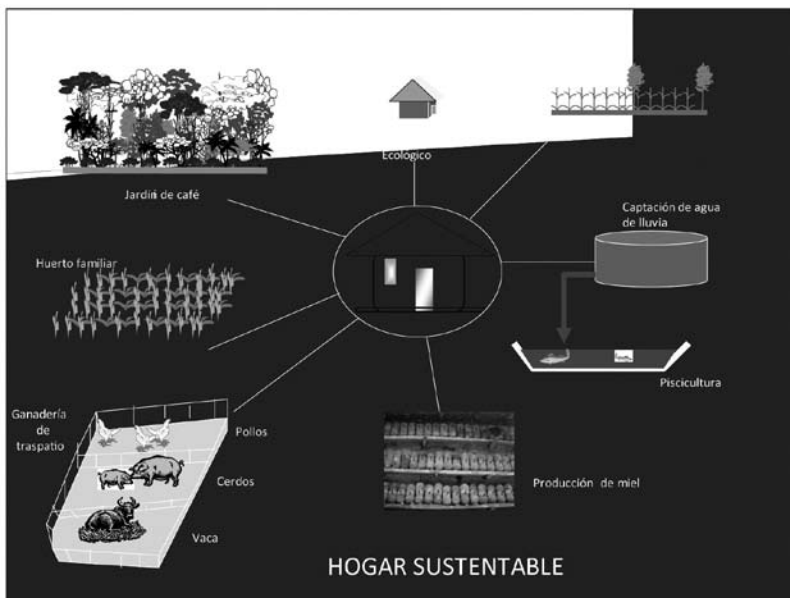 Ecológico
Jardín de café
Captación de agua
de lluvia
Huerto familiar
Piscicultura
Ganadería
de
traspatio
Pollos
Cerdos
Vaca
Producción de miel
HOGAR SUSTENTABLE